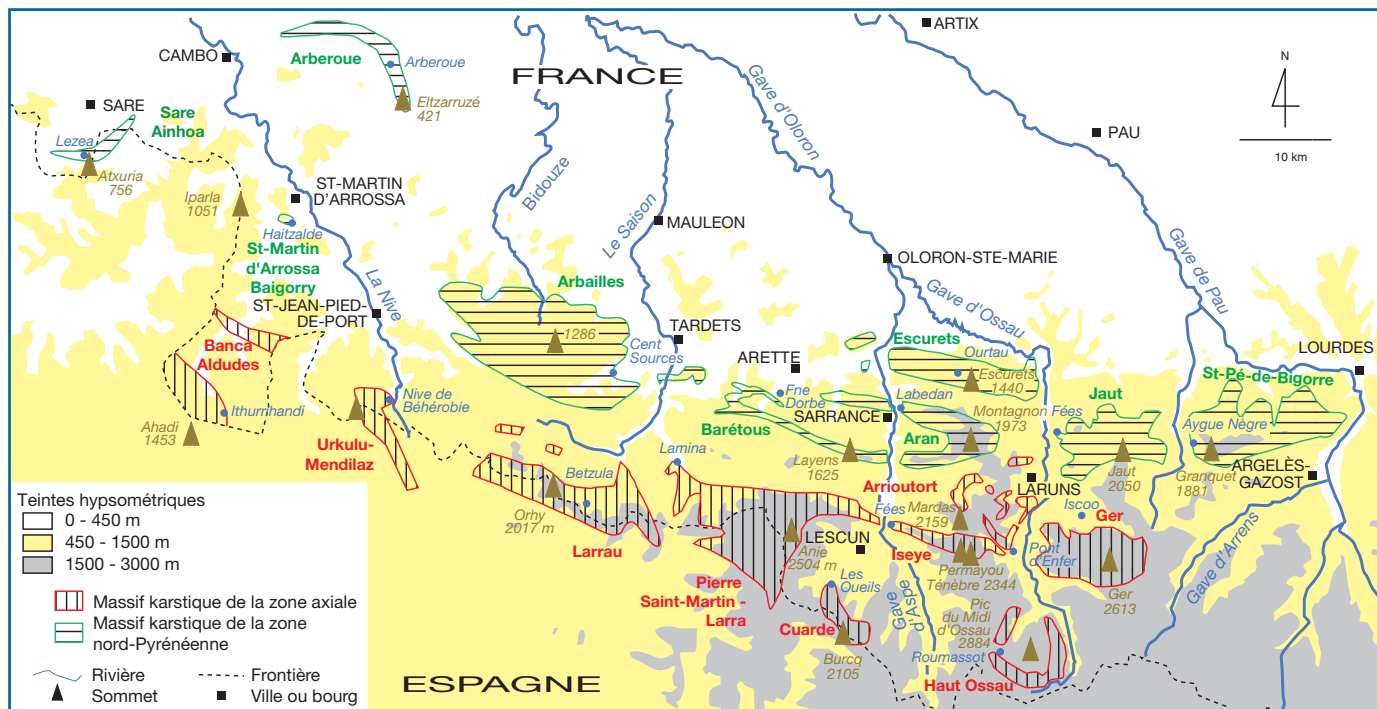 ARTIX
CAMBO
Arberoue
Arberoue
FRANCE
Eltzarruzé
421
Gave d'Oloron
N
10 km
SARE
Sare
Ainhoa
Lezea
Atxuria
756
PAU
Bidouze
Le Saison
Iparla
1051
ST-MARTIN
D'ARROSSA
Haitzalde
St-Martin
d'Arrossa
Baigorry
MAULEON
La Nive
Gave de Pau
OLORON-STE-MARIE
Gave d'Ossau
Arbailles
ST-JEAN-PIED-
DE-PORT
1286
TARDETS
Cent
Sources
Banca
Aldudes
Escurets
Ourtau
Escurets
1440
LOURDES
ARETTE
Fne
Dorbe
Labedan
Jaut
St-Pé-de-Bigorre
Ithurrihandi
Nive de
Béhérobie
SARRANCE
Montagnon
1973
Fées
Aygue Nègre
Ahadi
1453
Urkulu-
Mendilaz
Barétous
Aran
Layens
1625
Jaut
2050
Granquet
1881
ARGELÈS-
GAZOST
Lamina
Betzula
Arrioutort
LARUNS
Teintes hypsométriques
0 - 450 m
450 - 1500 m
1500 - 3000 m
Orhy
2017 m
Larrau
Fées
Mardas
2159
Iscoo
Ger
Anie
2504 m
LESCUN
Iseye
Pont
d'Enfer
Permayou
Ténèbre 2344
Gave d'Arrens
Pierre
Saint-Martin -
Larra
Les
Oueils
Gave
d'Aspe
Pic
du Midi
d'Ossau
2884
Ger
2613
Massif karstique de la zone axiale
Massif karstique de la zone
nord-Pyrénéenne
Cuarde
Burcq
2105
Roumassot
Haut Ossau
Rivière
Frontière
Sommet
Ville ou bourg
ESPAGNE